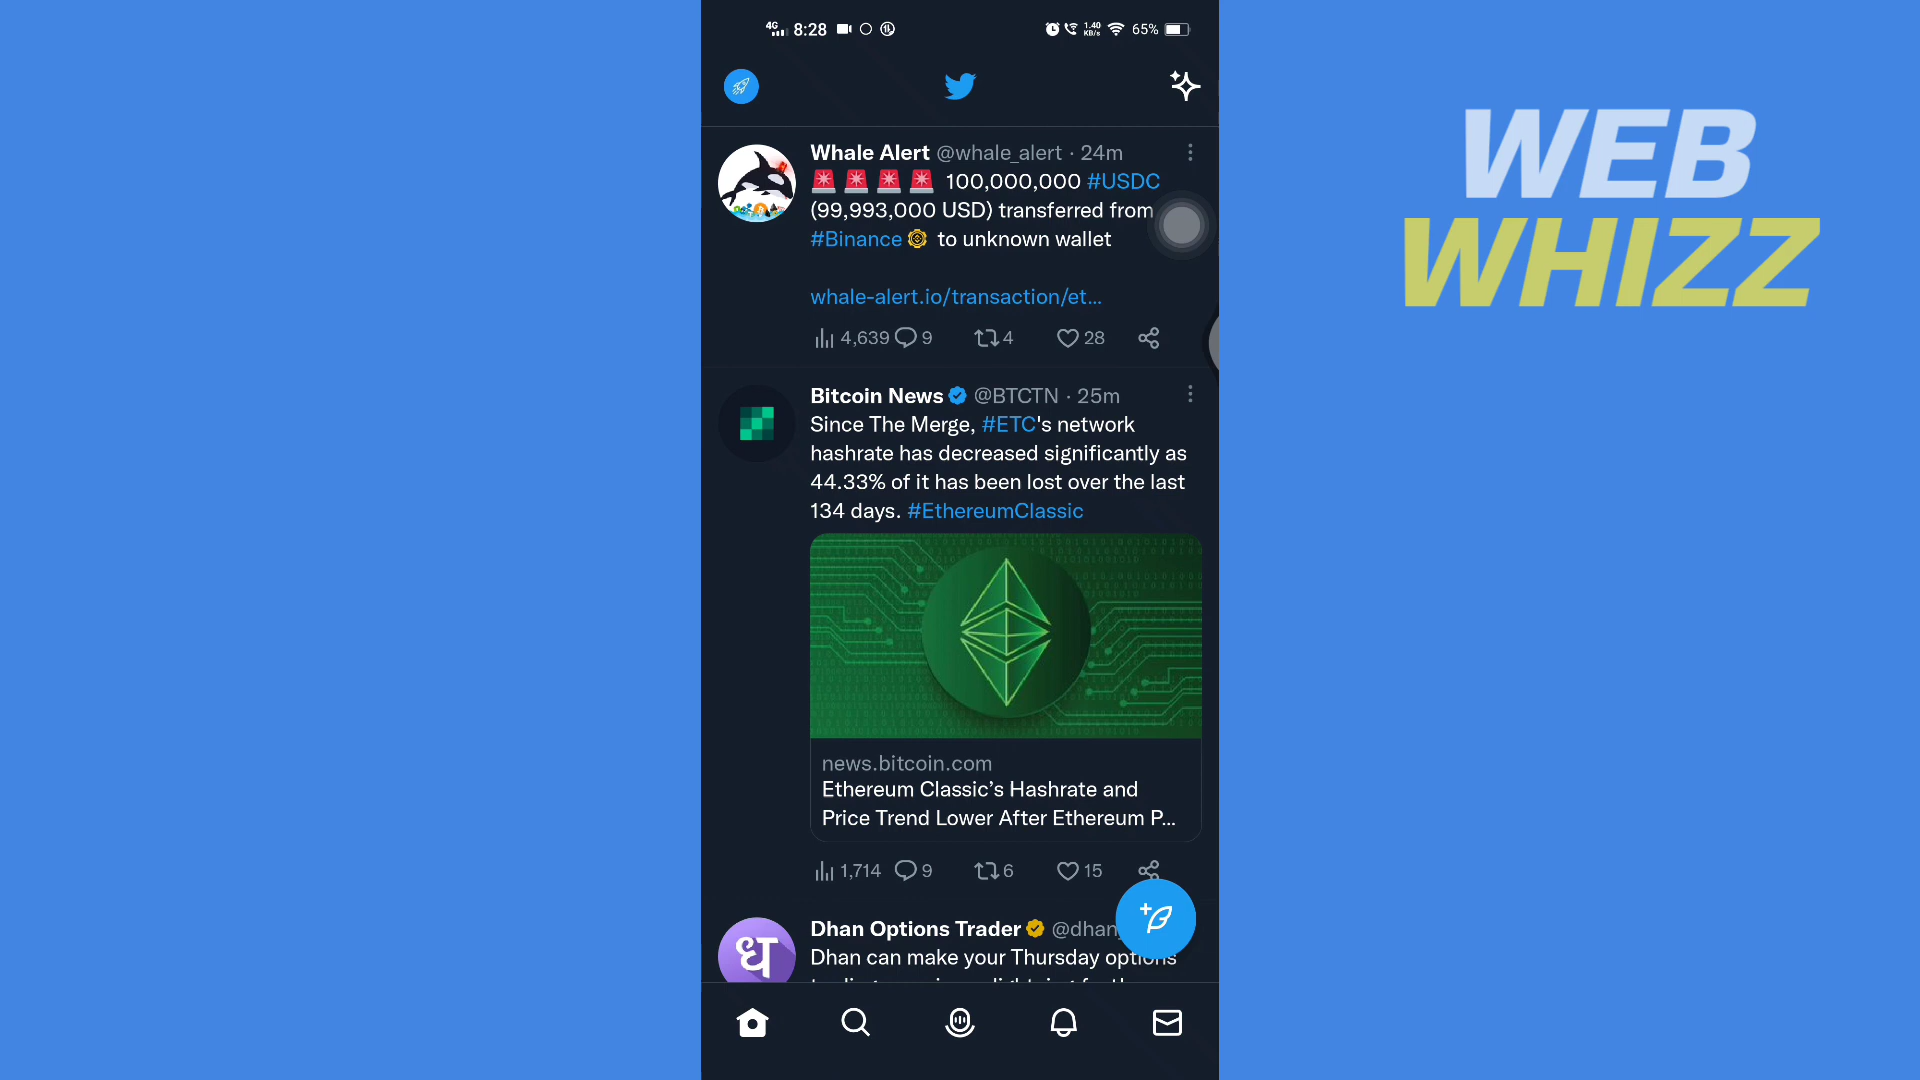 4G 8:28 1.40 KB/s 65%
WEB
WHIZZ
Whale Alert @whale_alert · 24m
100,000,000 #USDC
(99,993,000 USD) transferred from
#Binance to unknown wallet
whale-alert.io/transaction/et...
4,639 9 4 28
Bitcoin News @BTCTN · 25m
Since The Merge, #ETC's network
hashrate has decreased significantly as
44.33% of it has been lost over the last
134 days. #EthereumClassic
news.bitcoin.com
Ethereum Classic’s Hashrate and
Price Trend Lower After Ethereum P...
1,714 9 6 15
ध
Dhan Options Trader @dhan
Dhan can make your Thursday options